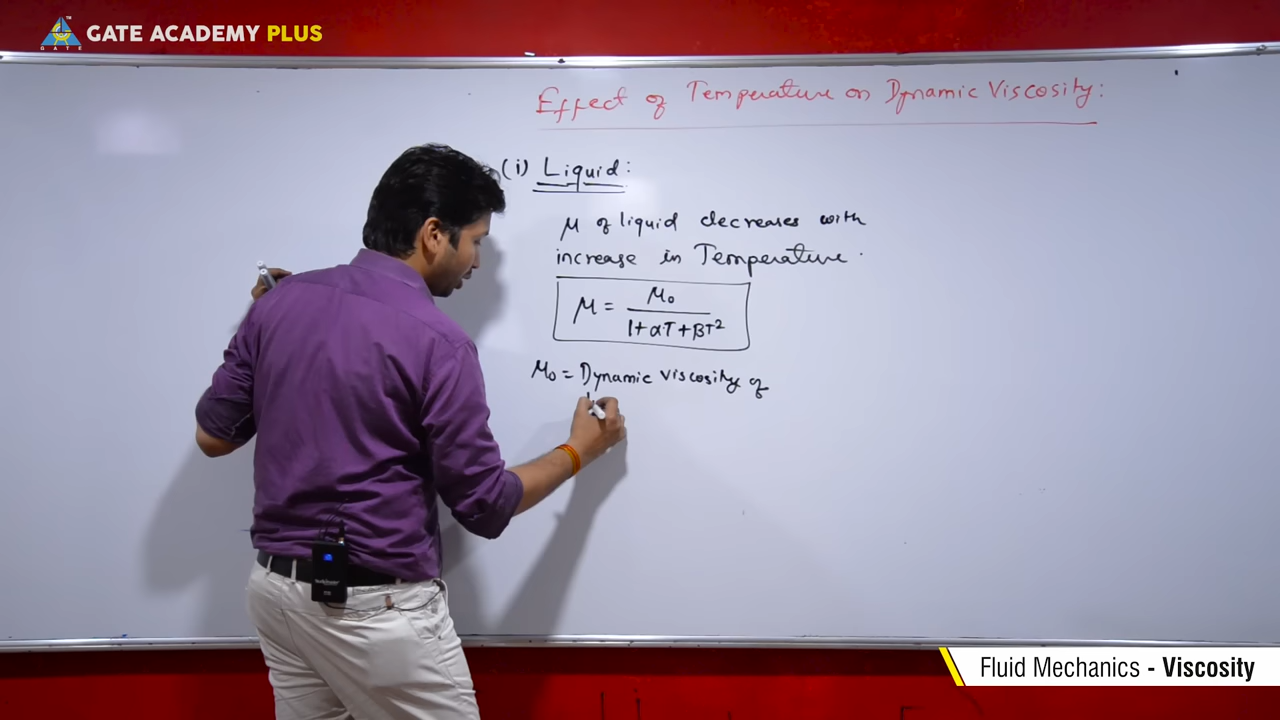 GATE ACADEMY PLUS
GATE
Effect of Temperature on Dynamic Viscosity:
(i) Liquid:
μ of liquid decreases with
increase in Temperature.
μ = μ₀ / 1+αT+βT²
μ₀ = Dynamic viscosity of
Fluid Mechanics - Viscosity